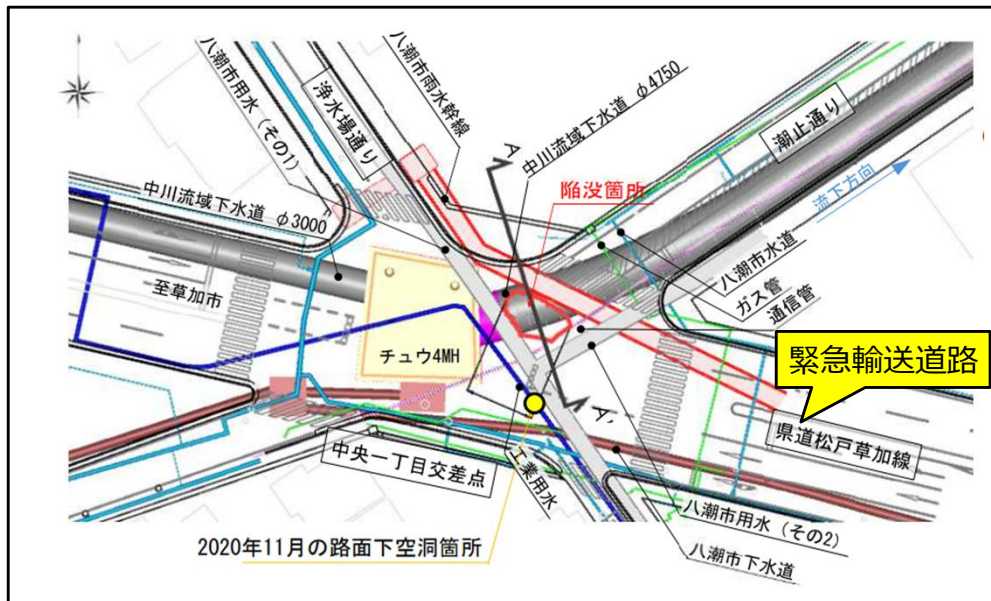 八潮市用水（その1）
浄水場通り
八潮市雨水幹線
中川流域下水道 φ4750
潮止通り
流下方向
A
陥没箇所
中川流域下水道 φ3000
至草加市
チュウ4MH
八潮市水道
ガス管
通信管
緊急輸送道路
県道松戸草加線
A’
中央一丁目交差点
工業用水
八潮市用水（その2）
八潮市下水道
2020年11月の路面下空洞箇所